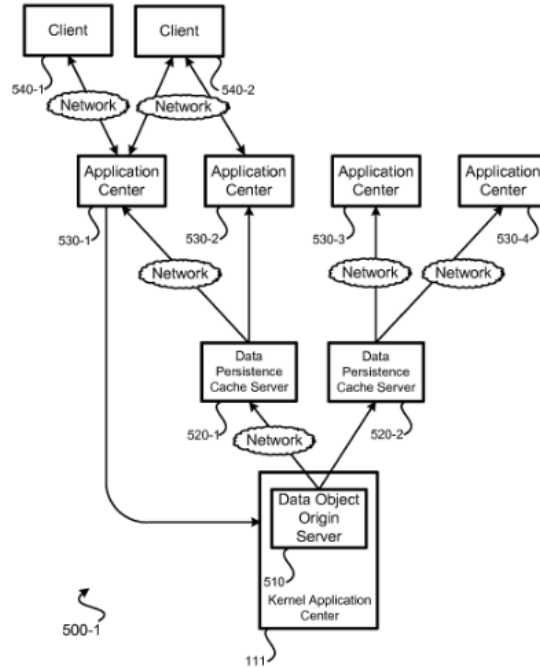 Client
Client
540-1
540-2
Network
Network
Application
Center
Application
Center
Application
Center
Application
Center
530-1
530-2
530-3
530-4
Network
Network
Network
Data
Persistence
Cache Server
Data
Persistence
Cache Server
520-1
520-2
Network
Data Object
Origin
Server
510
Kernel Application
Center
500-1
111